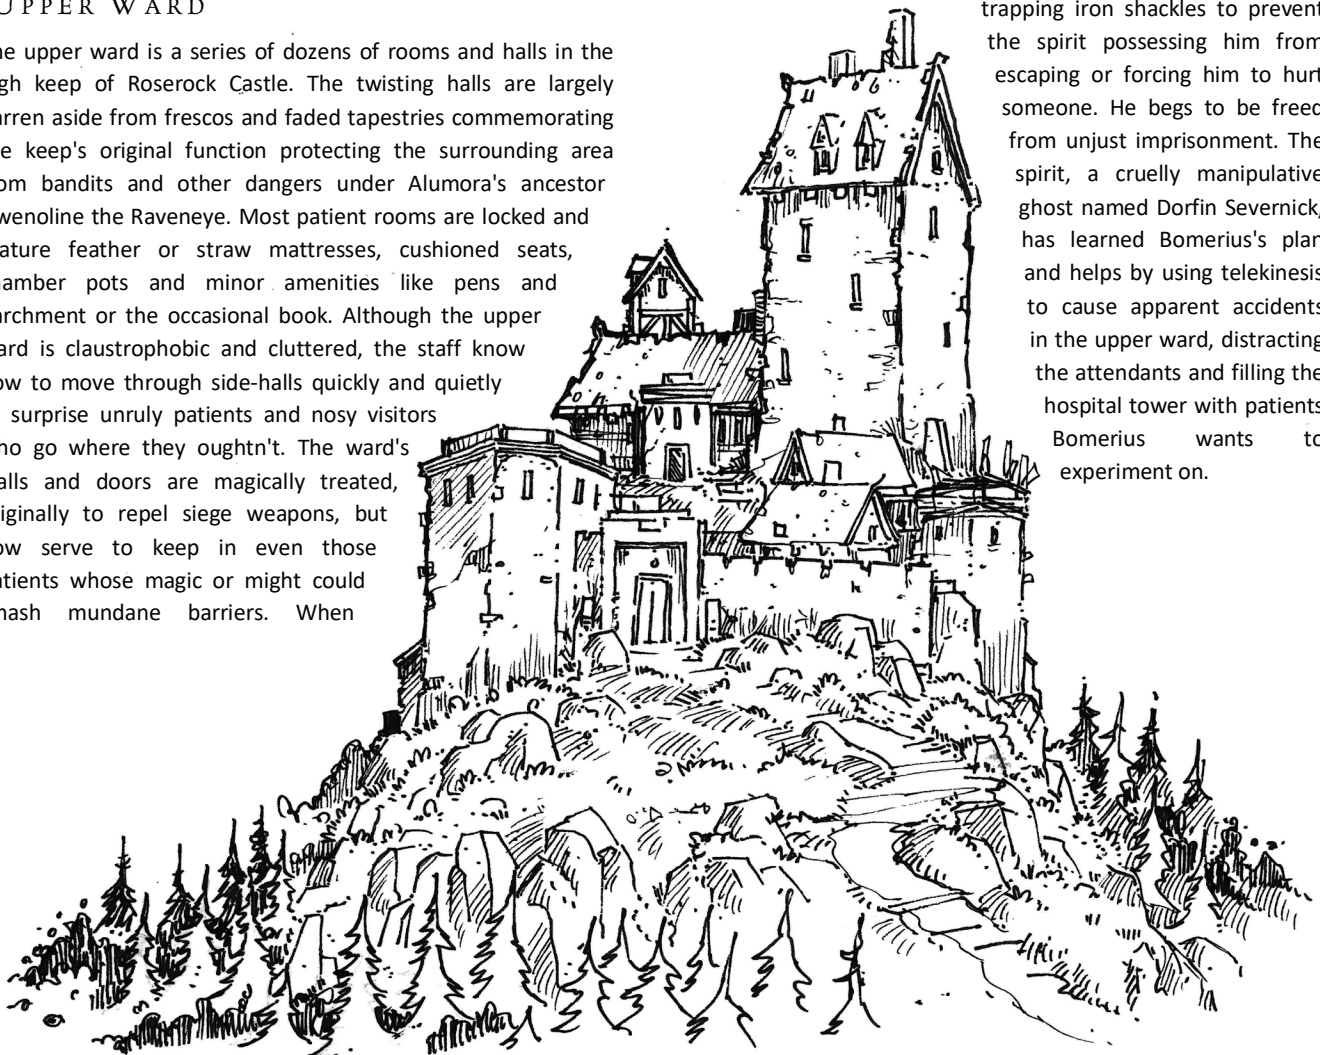 UPPER WARD
he upper ward is a series of dozens of rooms and halls in the
gh keep of Roserock Castle. The twisting halls are largely
arren aside from frescos and faded tapestries commemorating
e keep's original function protecting the surrounding area
om bandits and other dangers under Alumora's ancestor
wenoline the Raveneye. Most patient rooms are locked and
ature feather or straw mattresses, cushioned seats,
hamber pots and minor amenities like pens and
archment or the occasional book. Although the upper
ard is claustrophobic and cluttered, the staff know
ow to move through side-halls quickly and quietly
surprise unruly patients and nosy visitors
ho go where they oughtn't. The ward's
alls and doors are magically treated,
iginally to repel siege weapons, but
ow serve to keep in even those
atients whose magic or might could
mash mundane barriers. When
trapping iron shackles to prevent
the spirit possessing him from
escaping or forcing him to hurt
someone. He begs to be freed
from unjust imprisonment. The
spirit, a cruelly manipulative
ghost named Dorfin Severnick,
has learned Bomerius's plan
and helps by using telekinesis
to cause apparent accidents
in the upper ward, distracting
the attendants and filling the
hospital tower with patients
Bomerius wants to
experiment on.